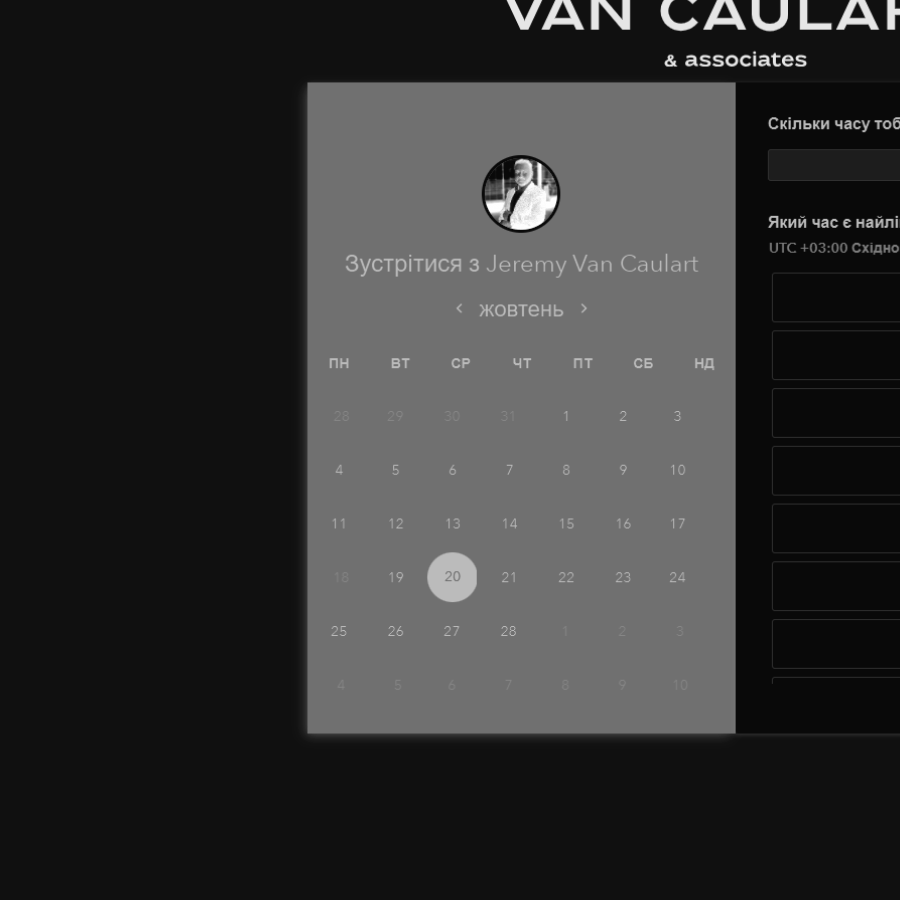 VAN CAULAR
& associates
Скільки часу тоб
Який час є найлі
UTC +03:00 Східно
Зустрітися з Jeremy Van Caulart
жовтень
ПН ВТ СР ЧТ ПТ СБ НД
28 29 30 31 1 2 3
4 5 6 7 8 9 10
11 12 13 14 15 16 17
18 19 20 21 22 23 24
25 26 27 28 1 2 3
4 5 6 7 8 9 10